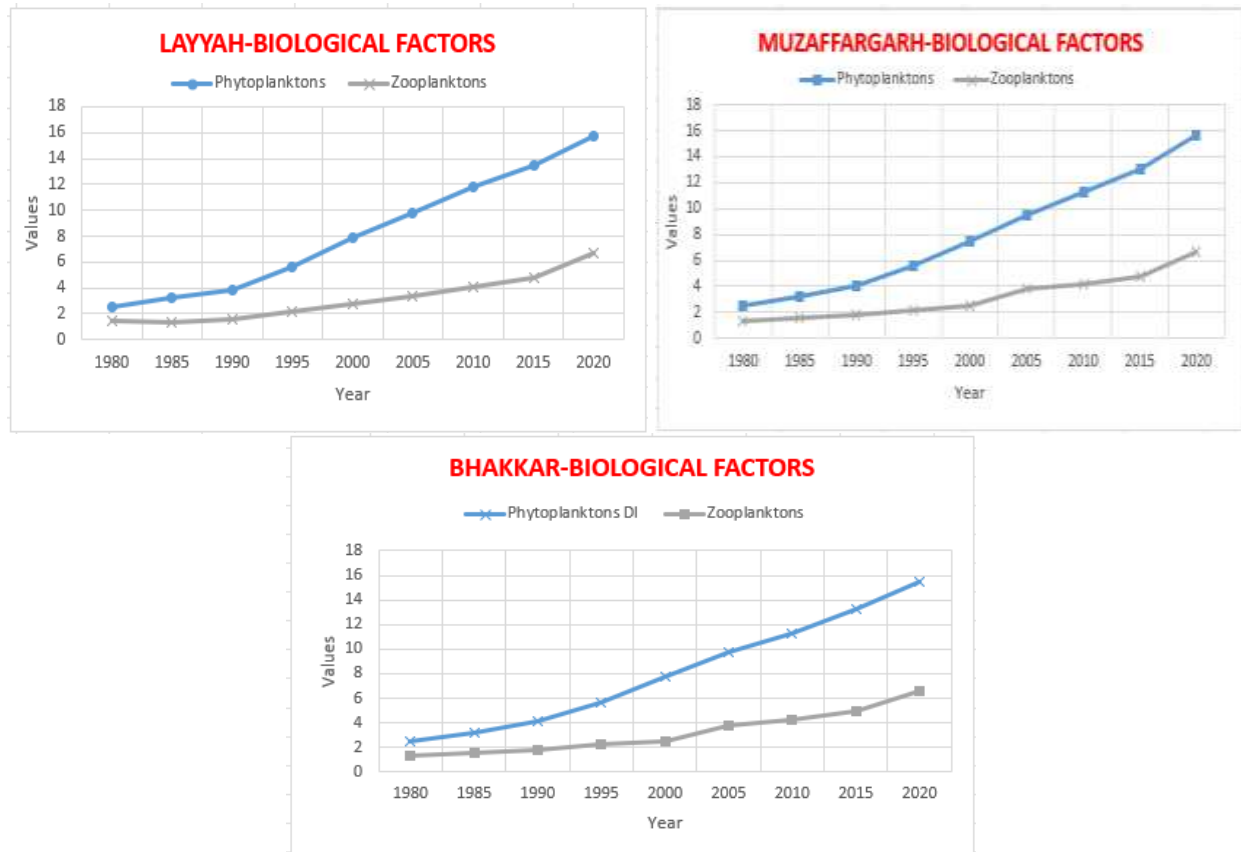 LAYYAH-BIOLOGICAL FACTORS
Phytoplanktons Zooplanktons
18
16
14
12
10
8
6
4
2
0
Values
1980 1985 1990 1995 2000 2005 2010 2015 2020
Year
MUZAFFARGARH-BIOLOGICAL FACTORS
Phytoplanktons Zooplanktons
18
16
14
12
10
8
6
4
2
0
Values
1980 1985 1990 1995 2000 2005 2010 2015 2020
Year
BHAKKAR-BIOLOGICAL FACTORS
Phytoplanktons DI Zooplanktons
18
16
14
12
10
8
6
4
2
0
Values
1980 1985 1990 1995 2000 2005 2010 2015 2020
Year